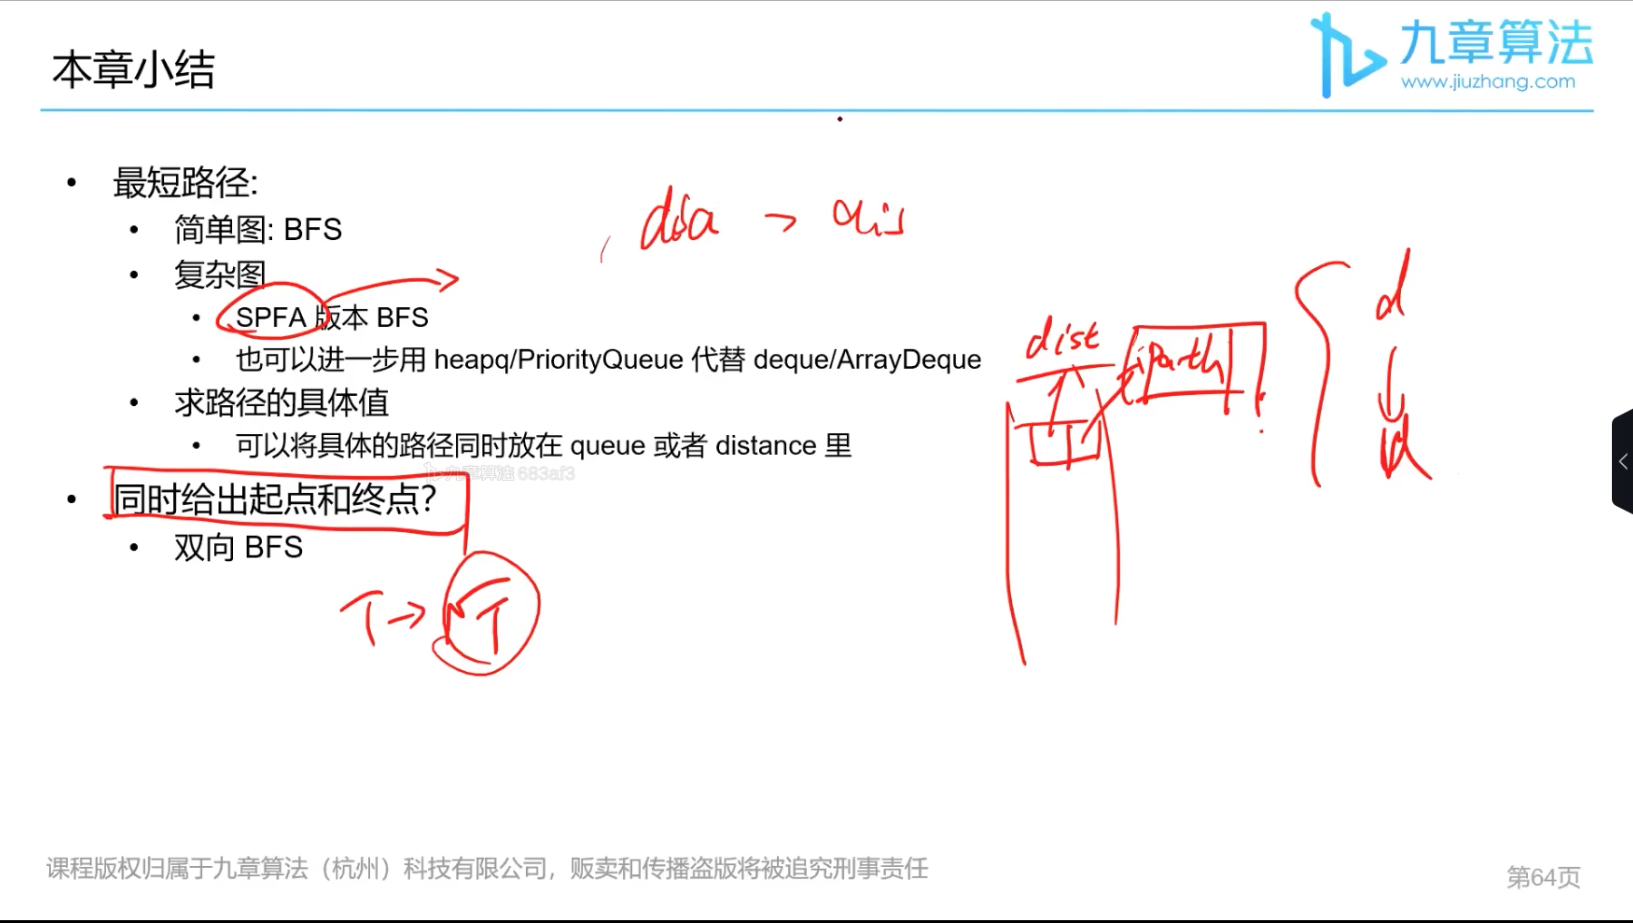 本章小结
九章算法
www.jiuzhang.com
• 最短路径:
• 简单图: BFS
• 复杂图
• SPFA 版本 BFS
• 也可以进一步用 heapq/PriorityQueue 代替 deque/ArrayDeque
• 求路径的具体值
• 可以将具体的路径同时放在 queue 或者 distance 里
九章算法 683af3
• 同时给出起点和终点?
• 双向 BFS
T → √T
dist
path
d
d
课程版权归属于九章算法（杭州）科技有限公司，贩卖和传播盗版将被追究刑事责任
第64页